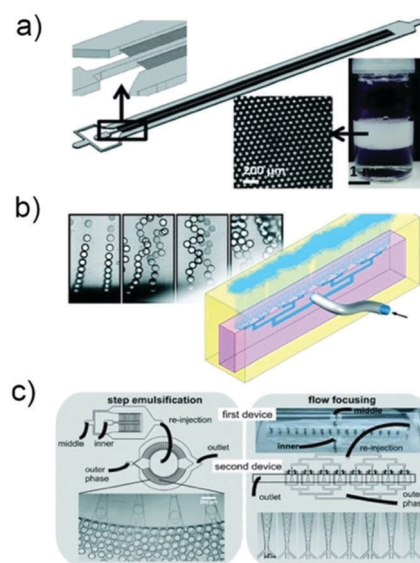 a)
200 µm
1 mm
b)
c)
step emulsification
flow focusing
first device
middle
re-injection
middle
inner
inner
re-injection
outlet
outer
phase
second device
outlet
outer
phase